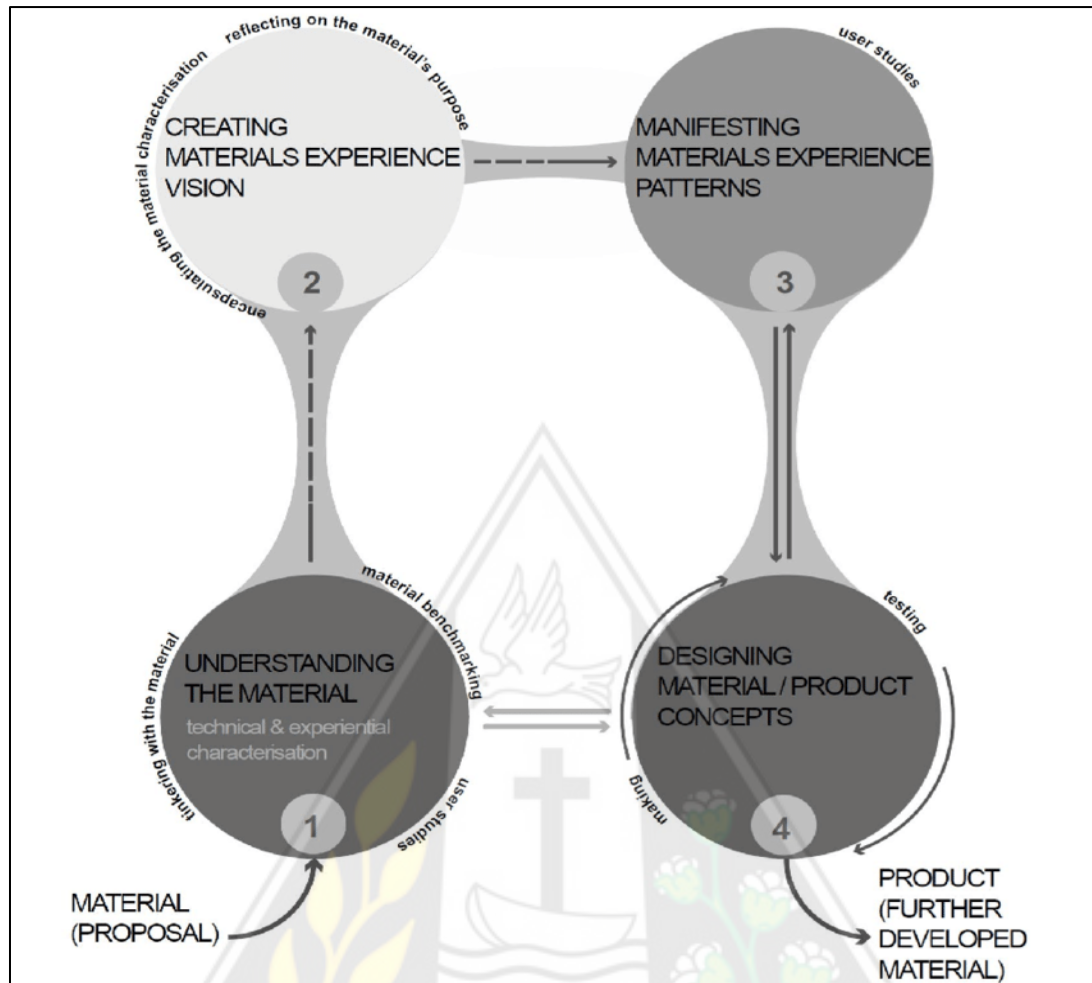 reflecting on the material's purpose
encapsulating the material characterisation
CREATING
MATERIALS EXPERIENCE
VISION
2
user studies
MANIFESTING
MATERIALS EXPERIENCE
PATTERNS
3
tinkering with the material
material benchmarking
user studies
UNDERSTANDING
THE MATERIAL
technical & experiential
characterisation
1
testing
making
DESIGNING
MATERIAL / PRODUCT
CONCEPTS
4
MATERIAL
(PROPOSAL)
PRODUCT
(FURTHER
DEVELOPED
MATERIAL)